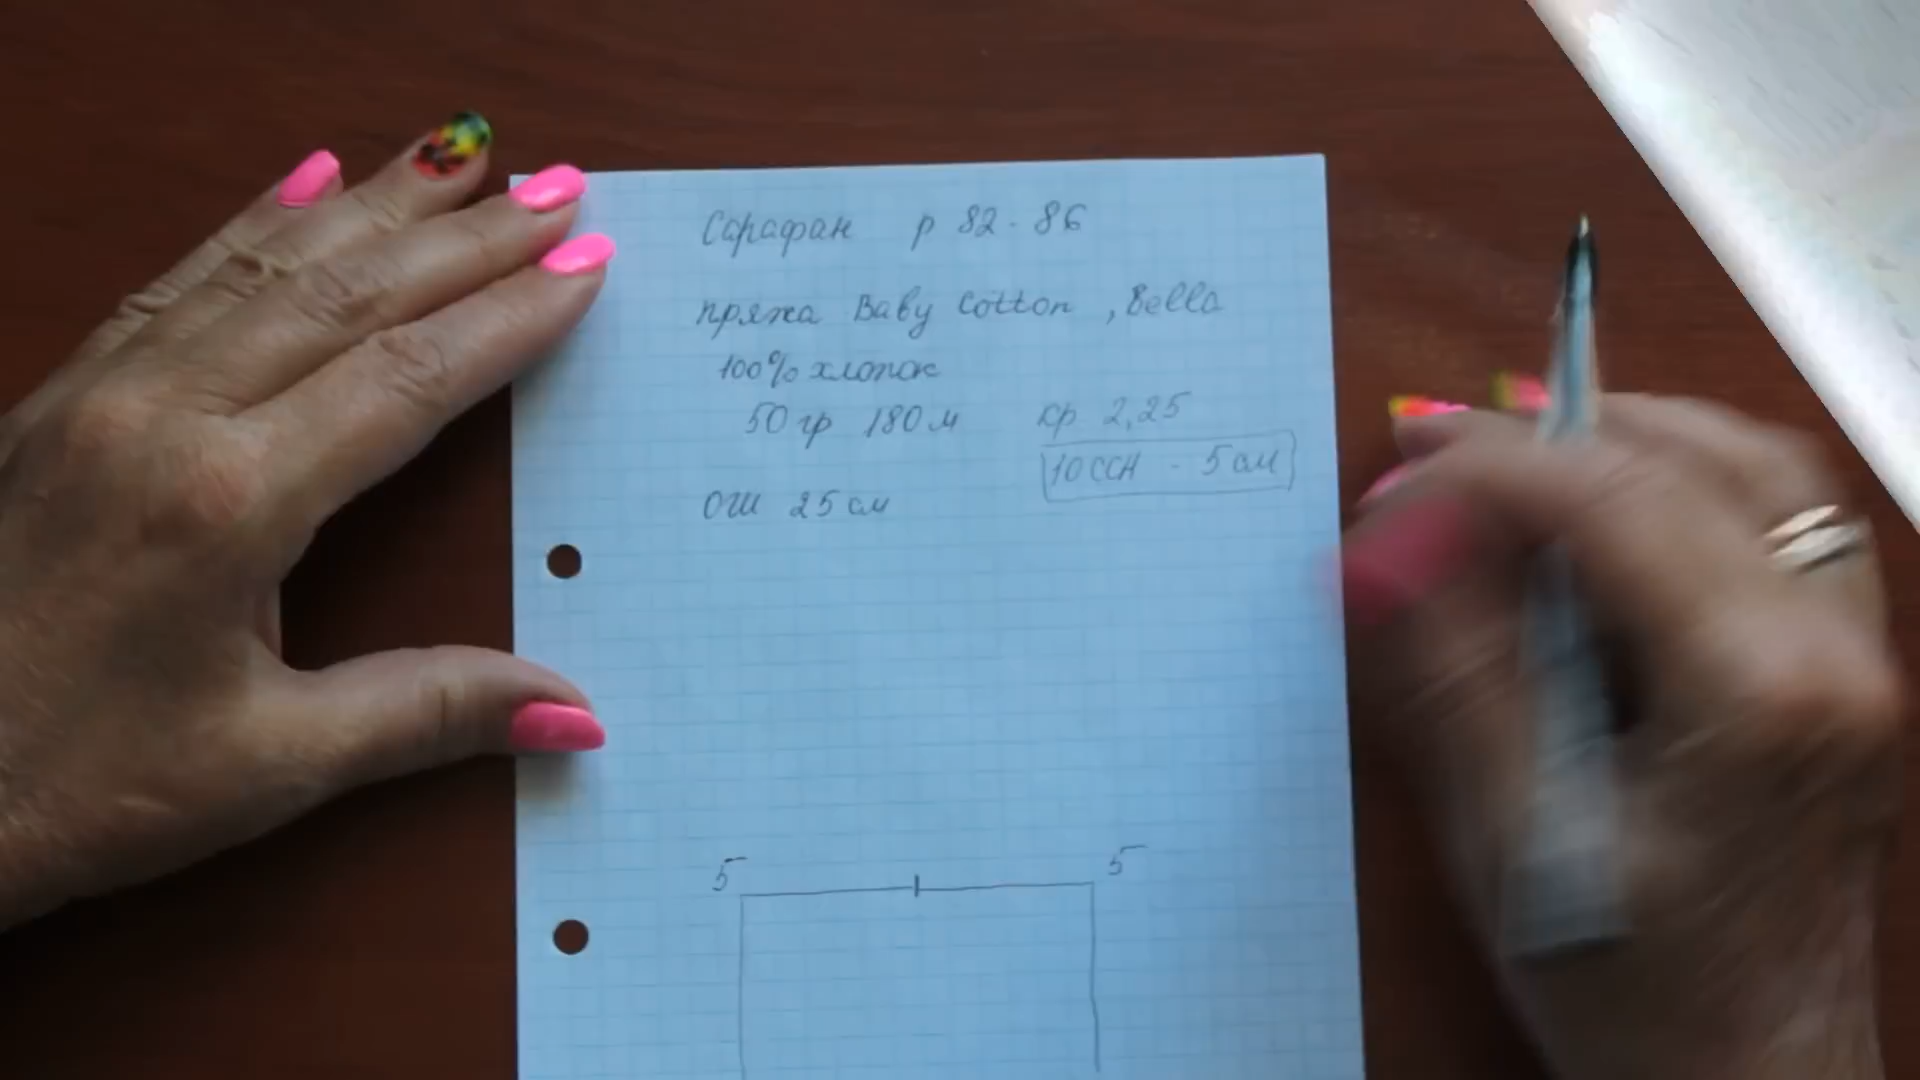 Сарафан р 82-86
пряжа Baby Cotton, Bella
100% хлопок
50 гр 180 м кр 2,25
10 ССН - 5 см
ОШ 25 см
5 5